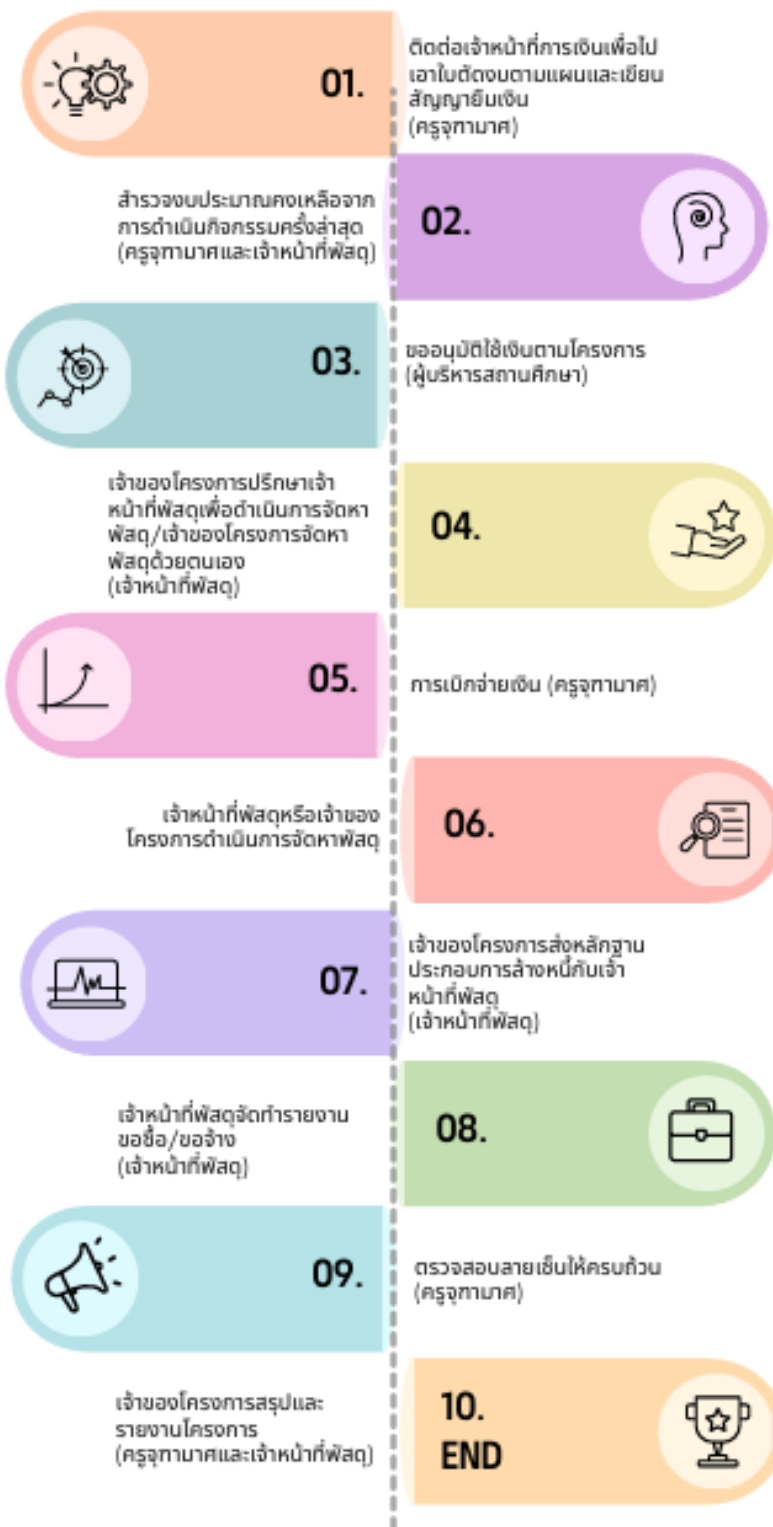 01.
ติดต่อเจ้าหน้าที่การเงินเพื่อไป
เอาใบตัดงบตามแผนและเขียน
สัญญายืมเงิน
(ครูจุฑามาศ)
02.
สำรวจงบประมาณคงเหลือจาก
การดำเนินกิจกรรมครั้งล่าสุด
(ครูจุฑามาศและเจ้าหน้าที่พัสดุ)
03.
ขออนุมัติใช้เงินตามโครงการ
(ผู้บริหารสถานศึกษา)
04.
เจ้าของโครงการปรึกษาเจ้า
หน้าที่พัสดุเพื่อดำเนินการจัดหา
พัสดุ/เจ้าของโครงการจัดหา
พัสดุด้วยตนเอง
(เจ้าหน้าที่พัสดุ)
05.
การเบิกจ่ายเงิน (ครูจุฑามาศ)
06.
เจ้าหน้าที่พัสดุหรือเจ้าของ
โครงการดำเนินการจัดหาพัสดุ
07.
เจ้าของโครงการส่งหลักฐาน
ประกอบการล้างหนี้กับเจ้า
หน้าที่พัสดุ
(เจ้าหน้าที่พัสดุ)
08.
เจ้าหน้าที่พัสดุจัดทำรายงาน
ขอซื้อ/ขอจ้าง
(เจ้าหน้าที่พัสดุ)
09.
ตรวจสอบลายเซ็นให้ครบถ้วน
(ครูจุฑามาศ)
10.
END
เจ้าของโครงการสรุปและ
รายงานโครงการ
(ครูจุฑามาศและเจ้าหน้าที่พัสดุ)